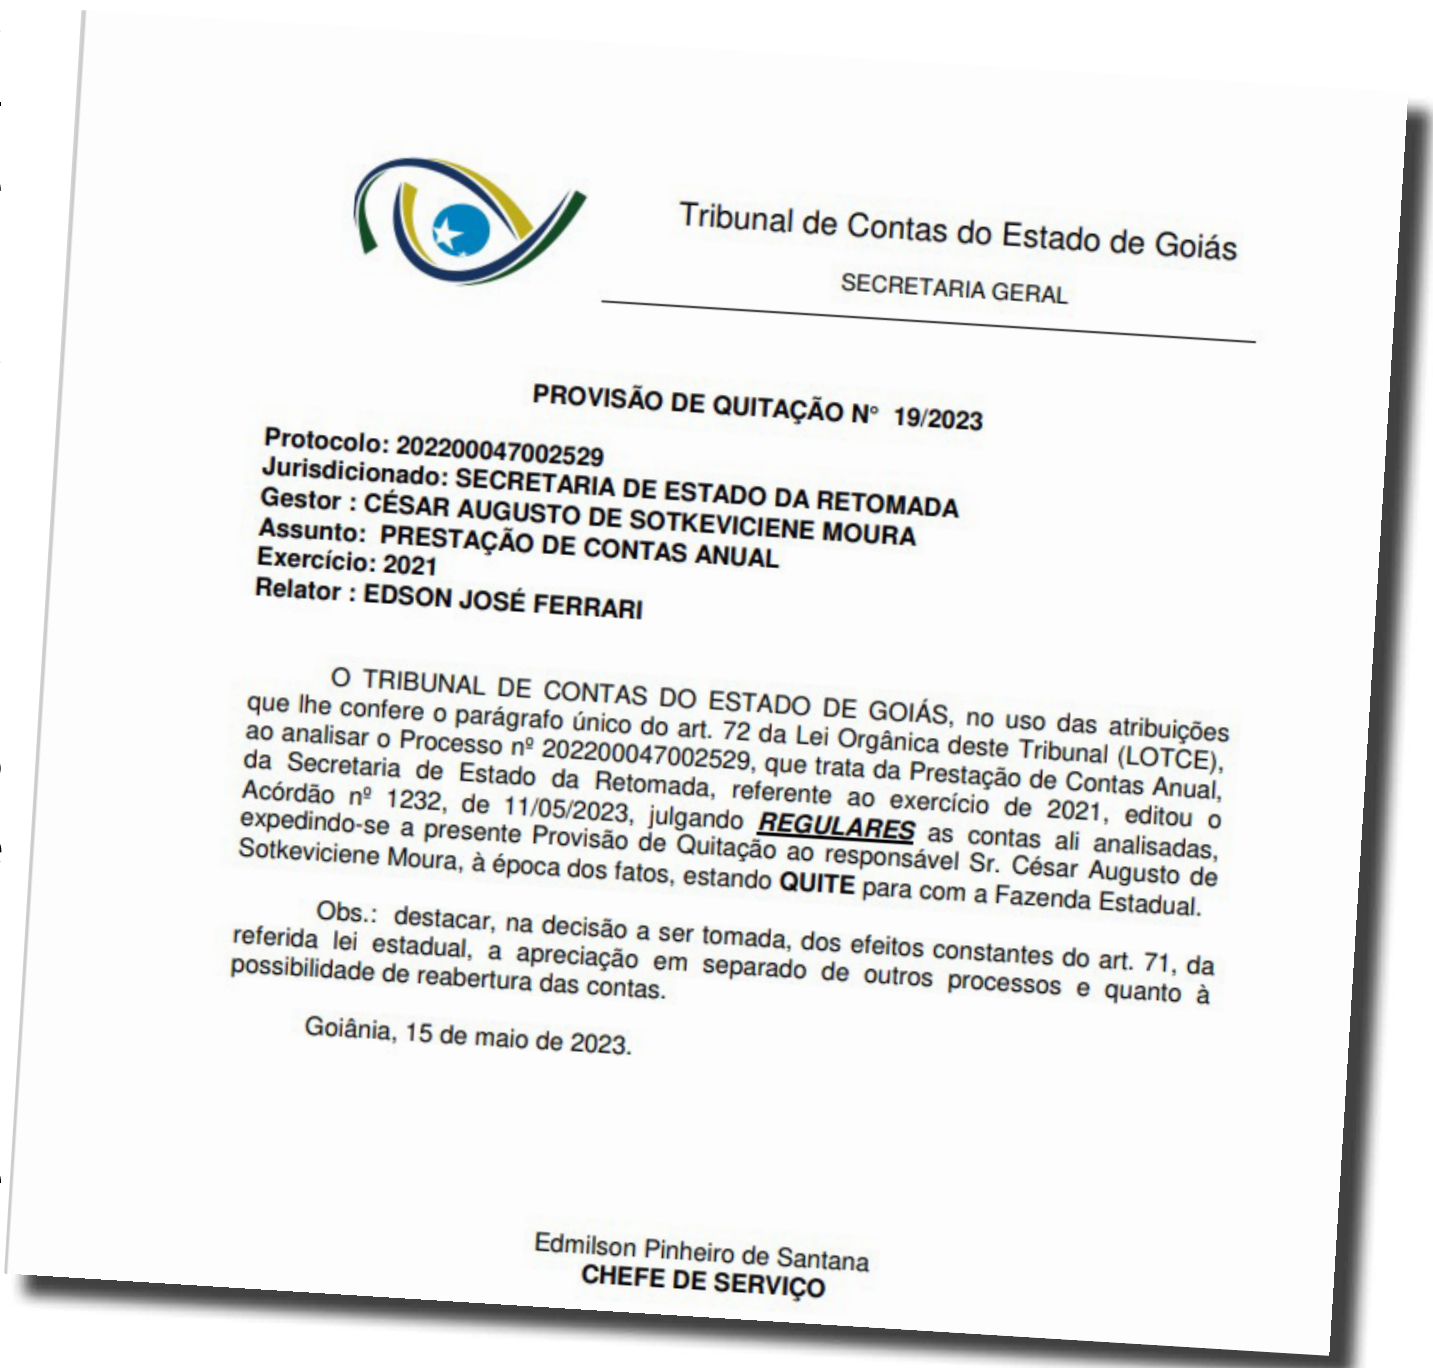 Tribunal de Contas do Estado de Goiás
SECRETARIA GERAL
PROVISÃO DE QUITAÇÃO N° 19/2023
Protocolo: 202200047002529
Jurisdicionado: SECRETARIA DE ESTADO DA RETOMADA
Gestor : CÉSAR AUGUSTO DE SOTKEVICIENE MOURA
Assunto: PRESTAÇÃO DE CONTAS ANUAL
Exercício: 2021
Relator : EDSON JOSÉ FERRARI
O TRIBUNAL DE CONTAS DO ESTADO DE GOIÁS, no uso das atribuições
que lhe confere o parágrafo único do art. 72 da Lei Orgânica deste Tribunal (LOTCE),
ao analisar o Processo nº 202200047002529, que trata da Prestação de Contas Anual,
da Secretaria de Estado da Retomada, referente ao exercício de 2021, editou o
Acórdão nº 1232, de 11/05/2023, julgando REGULARES as contas ali analisadas,
expedindo-se a presente Provisão de Quitação ao responsável Sr. César Augusto de
Sotkeviciene Moura, à época dos fatos, estando QUITE para com a Fazenda Estadual.
Obs.: destacar, na decisão a ser tomada, dos efeitos constantes do art. 71, da
referida lei estadual, a apreciação em separado de outros processos e quanto à
possibilidade de reabertura das contas.
Goiânia, 15 de maio de 2023.
Edmilson Pinheiro de Santana
CHEFE DE SERVIÇO